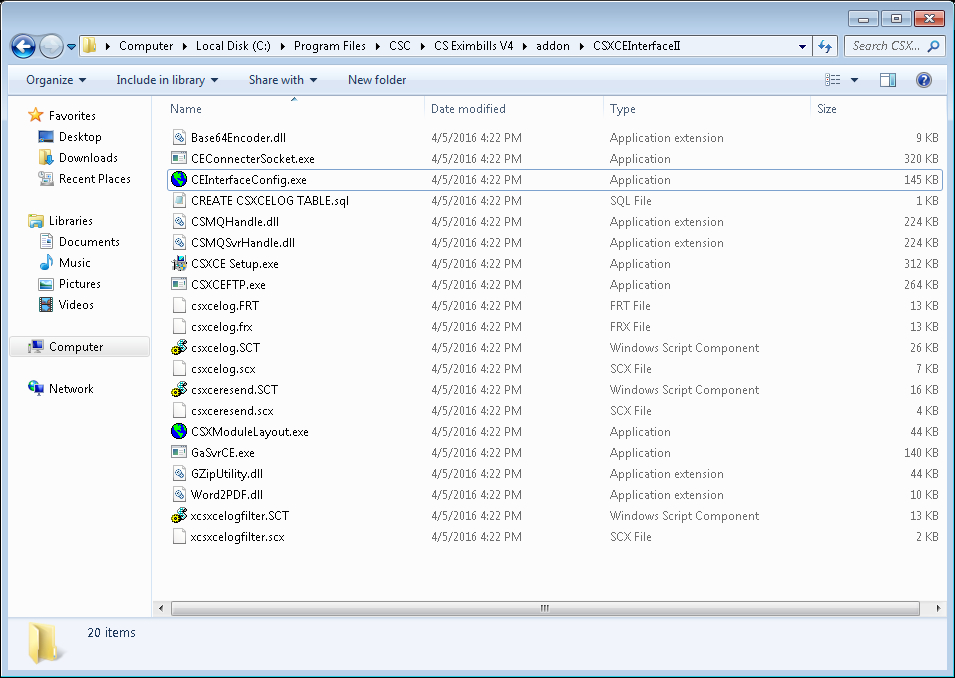 Computer Local Disk (C:) Program Files CSC CS Eximbills V4 addon CSXCEInterfaceII Search CSX...
Organize Include in library Share with New folder
Name Date modified Type Size
Favorites
Desktop
Downloads
Recent Places
Libraries
Documents
Music
Pictures
Videos
Computer
Network
Base64Encoder.dll 4/5/2016 4:22 PM Application extension 9 KB
CEConnecterSocket.exe 4/5/2016 4:22 PM Application 320 KB
CEInterfaceConfig.exe 4/5/2016 4:22 PM Application 145 KB
CREATE CSXCELOG TABLE.sql 4/5/2016 4:22 PM SQL File 1 KB
CSMQHandle.dll 4/5/2016 4:22 PM Application extension 224 KB
CSMQSvrHandle.dll 4/5/2016 4:22 PM Application extension 224 KB
CSXCE Setup.exe 4/5/2016 4:22 PM Application 312 KB
CSXCEFTP.exe 4/5/2016 4:22 PM Application 264 KB
csxcelog.FRT 4/5/2016 4:22 PM FRT File 13 KB
csxcelog.frx 4/5/2016 4:22 PM FRX File 13 KB
csxcelog.SCT 4/5/2016 4:22 PM Windows Script Component 26 KB
csxcelog.scx 4/5/2016 4:22 PM SCX File 7 KB
csxceresend.SCT 4/5/2016 4:22 PM Windows Script Component 16 KB
csxceresend.scx 4/5/2016 4:22 PM SCX File 4 KB
CSXModuleLayout.exe 4/5/2016 4:22 PM Application 44 KB
GaSvrCE.exe 4/5/2016 4:22 PM Application 140 KB
GZipUtility.dll 4/5/2016 4:22 PM Application extension 44 KB
Word2PDF.dll 4/5/2016 4:22 PM Application extension 10 KB
xcsxcelogfilter.SCT 4/5/2016 4:22 PM Windows Script Component 13 KB
xcsxcelogfilter.scx 4/5/2016 4:22 PM SCX File 2 KB
20 items